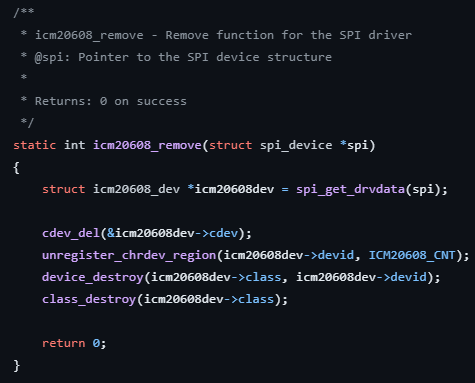 /**
 * icm20608_remove - Remove function for the SPI driver
 * @spi: Pointer to the SPI device structure
 *
 * Returns: 0 on success
 */
static int icm20608_remove(struct spi_device *spi)
{
    struct icm20608_dev *icm20608dev = spi_get_drvdata(spi);

    cdev_del(&icm20608dev->cdev);
    unregister_chrdev_region(icm20608dev->devid, ICM20608_CNT);
    device_destroy(icm20608dev->class, icm20608dev->devid);
    class_destroy(icm20608dev->class);

    return 0;
}